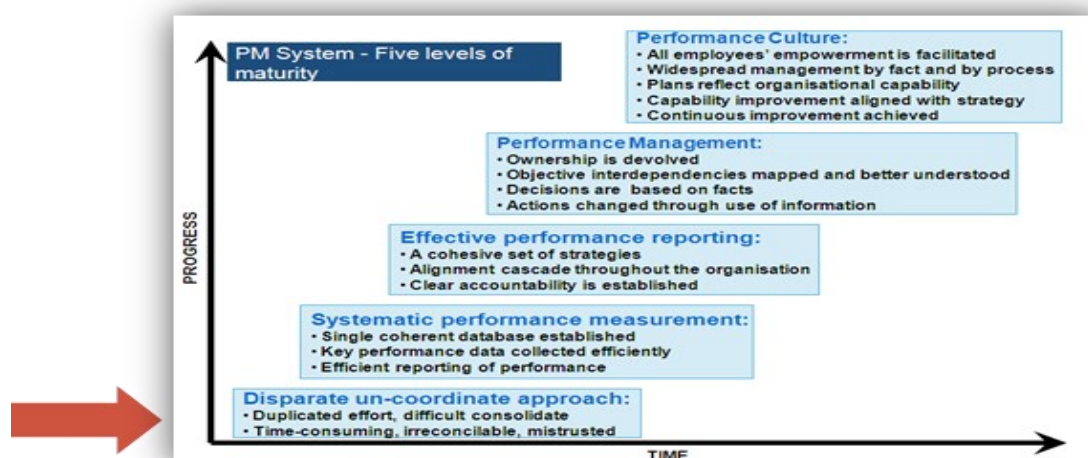 PM System - Five levels of
maturity
Performance Culture:
• All employees' empowerment is facilitated
• Widespread management by fact and by process
• Plans reflect organisational capability
• Capability improvement aligned with strategy
• Continuous improvement achieved
Performance Management:
• Ownership is devolved
• Objective interdependencies mapped and better understood
• Decisions are based on facts
• Actions changed through use of information
Effective performance reporting:
• A cohesive set of strategies
• Alignment cascade throughout the organisation
• Clear accountability is established
Systematic performance measurement:
• Single coherent database established
• Key performance data collected efficiently
• Efficient reporting of performance
Disparate un-coordinate approach:
• Duplicated effort, difficult consolidate
• Time-consuming, irreconcilable, mistrusted
PROGRESS
TIME